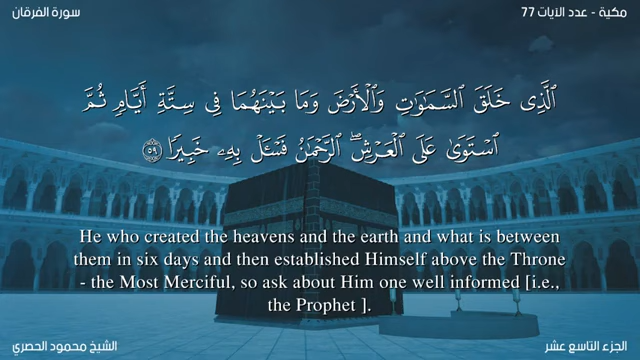 سورة الفرقان
مكية - عدد الآيات 77
ٱلَّذِى خَلَقَ ٱلسَّمَـٰوَٰتِ وَٱلْأَرْضَ وَمَا بَيْنَهُمَا فِى سِتَّةِ أَيَّامٍ ثُمَّ
ٱسْتَوَىٰ عَلَى ٱلْعَرْشِ ۚ ٱلرَّحْمَـٰنُ فَسْـَٔلْ بِهِۦ خَبِيرًا ٥٩
He who created the heavens and the earth and what is between
them in six days and then established Himself above the Throne
- the Most Merciful, so ask about Him one well informed [i.e.,
the Prophet ].
الشيخ محمود الحصري
الجزء التاسع عشر